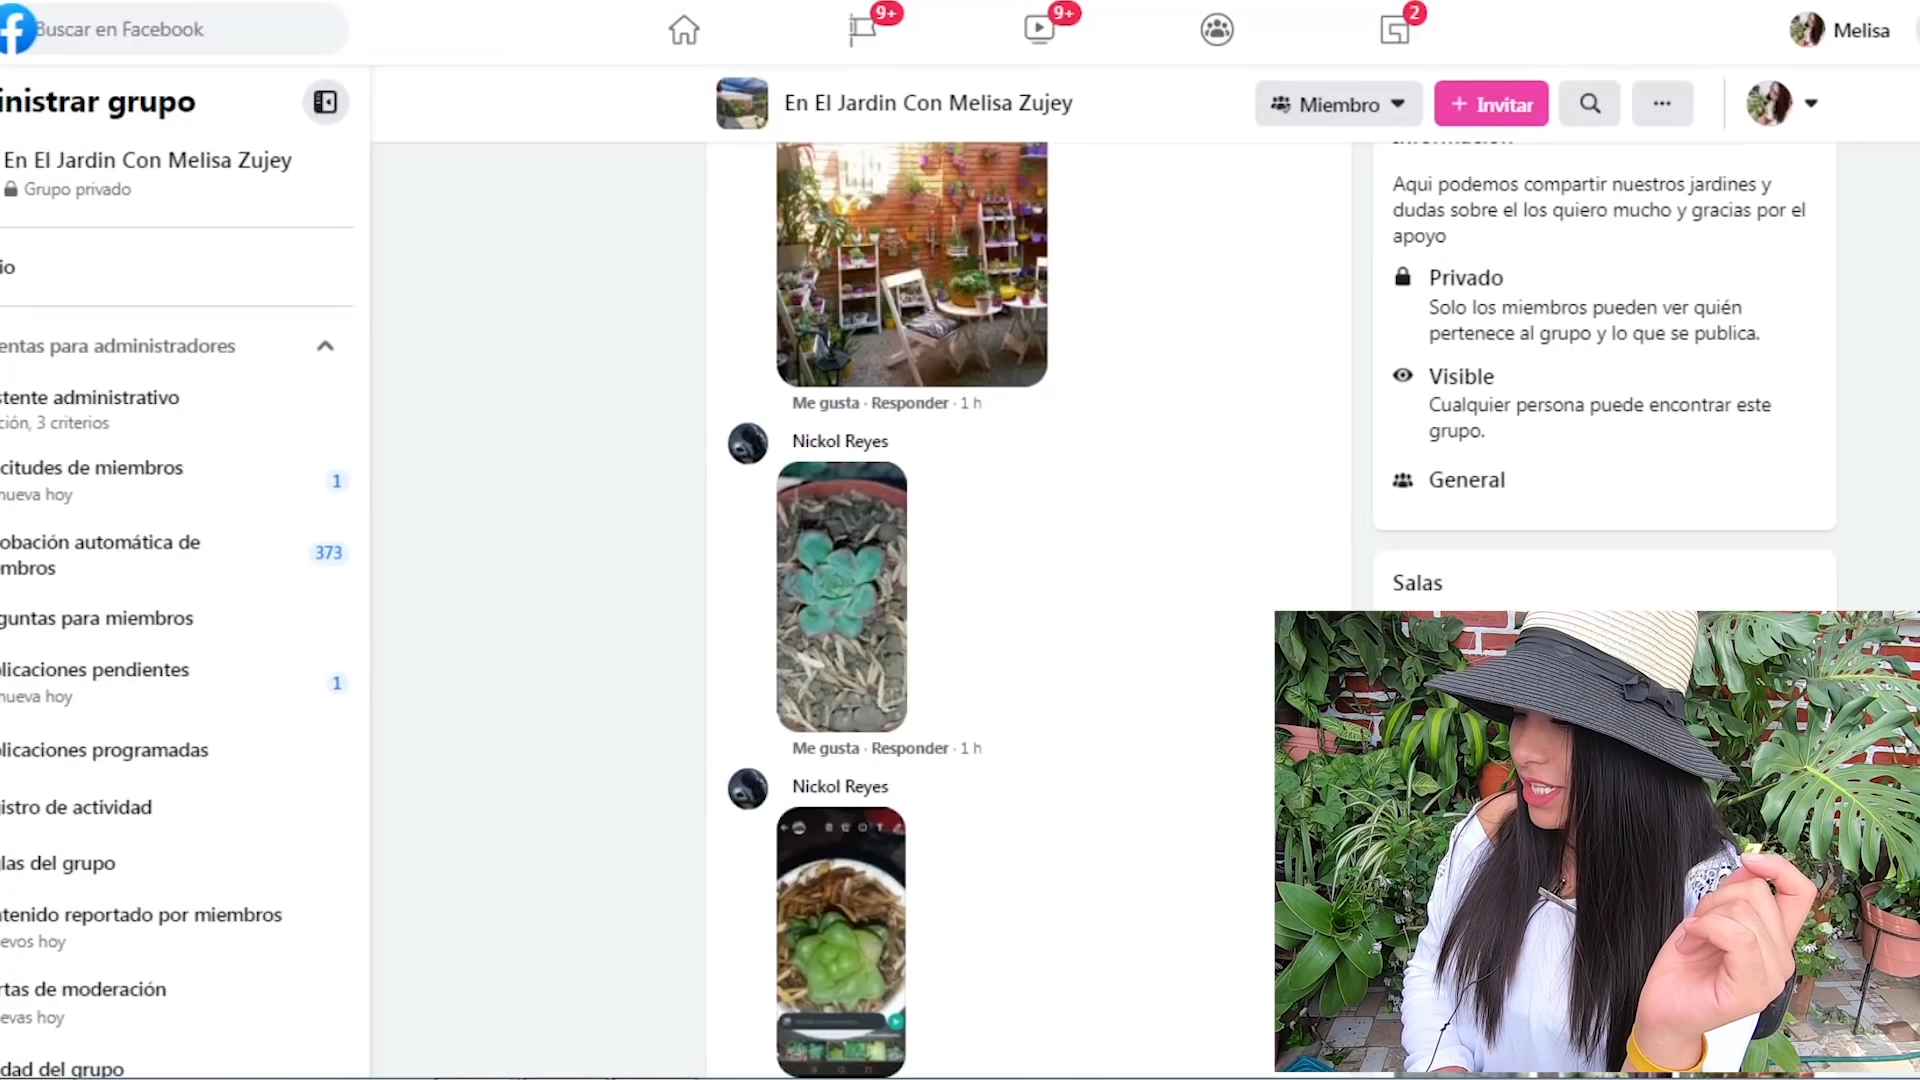 Buscar en Facebook
9+
9+
2
Melisa
inistrar grupo
En El Jardin Con Melisa Zujey
Grupo privado
io
entas para administradores
stente administrativo
ción, 3 criterios
citudes de miembros
nueva hoy
1
obación automática de
mbros
373
guntas para miembros
licaciones pendientes
nueva hoy
1
licaciones programadas
istro de actividad
las del grupo
tenido reportado por miembros
evos hoy
rtas de moderación
evas hoy
dad del grupo
En El Jardin Con Melisa Zujey
Miembro
+ Invitar
Me gusta · Responder · 1 h
Nickol Reyes
Me gusta · Responder · 1 h
Nickol Reyes
Aqui podemos compartir nuestros jardines y
dudas sobre el los quiero mucho y gracias por el
apoyo
Privado
Solo los miembros pueden ver quién
pertenece al grupo y lo que se publica.
Visible
Cualquier persona puede encontrar este
grupo.
General
Salas